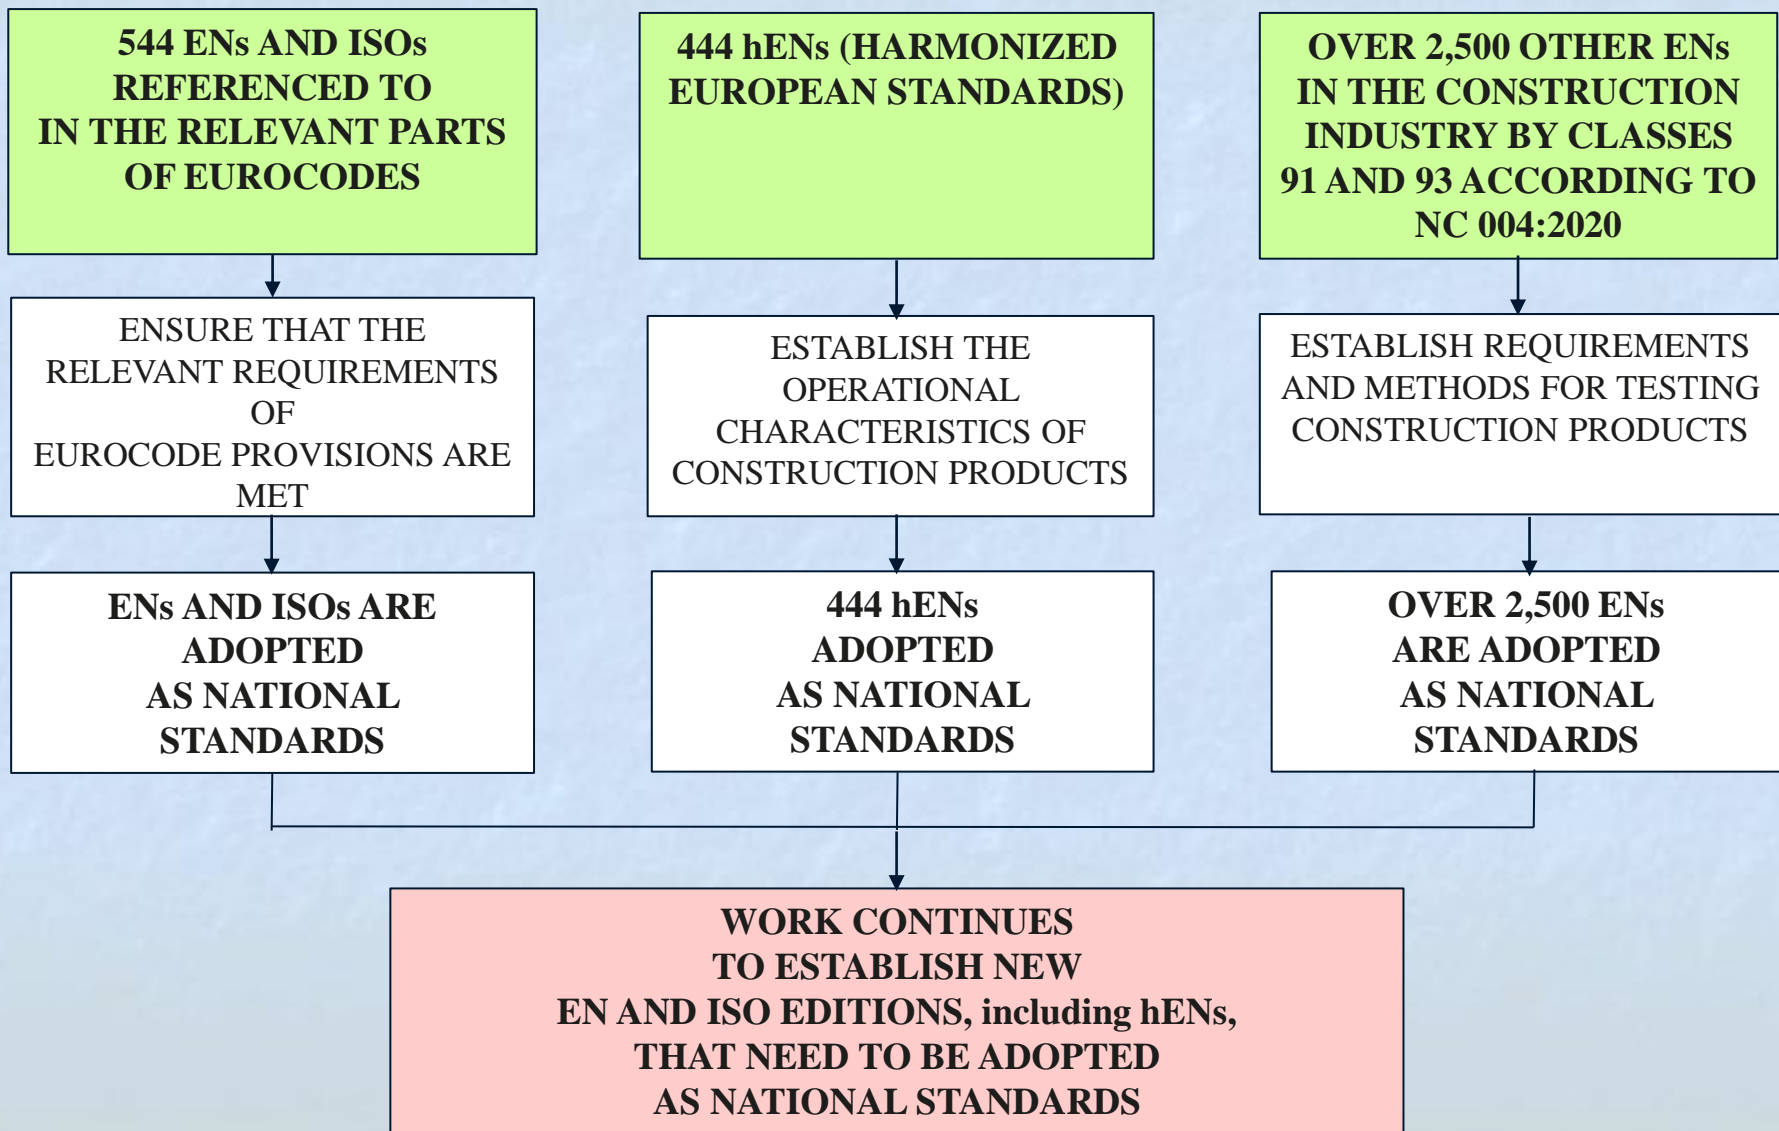 544 ENs AND ISOs
REFERENCED TO
IN THE RELEVANT PARTS
OF EUROCODES
444 hENs (HARMONIZED
EUROPEAN STANDARDS)
OVER 2,500 OTHER ENs
IN THE CONSTRUCTION
INDUSTRY BY CLASSES
91 AND 93 ACCORDING TO
NC 004:2020
ENSURE THAT THE
RELEVANT REQUIREMENTS
OF
EUROCODE PROVISIONS ARE
MET
ESTABLISH THE
OPERATIONAL
CHARACTERISTICS OF
CONSTRUCTION PRODUCTS
ESTABLISH REQUIREMENTS
AND METHODS FOR TESTING
CONSTRUCTION PRODUCTS
ENs AND ISOs ARE
ADOPTED
AS NATIONAL
STANDARDS
444 hENs
ADOPTED
AS NATIONAL
STANDARDS
OVER 2,500 ENs
ARE ADOPTED
AS NATIONAL
STANDARDS
WORK CONTINUES
TO ESTABLISH NEW
EN AND ISO EDITIONS, including hENs,
THAT NEED TO BE ADOPTED
AS NATIONAL STANDARDS